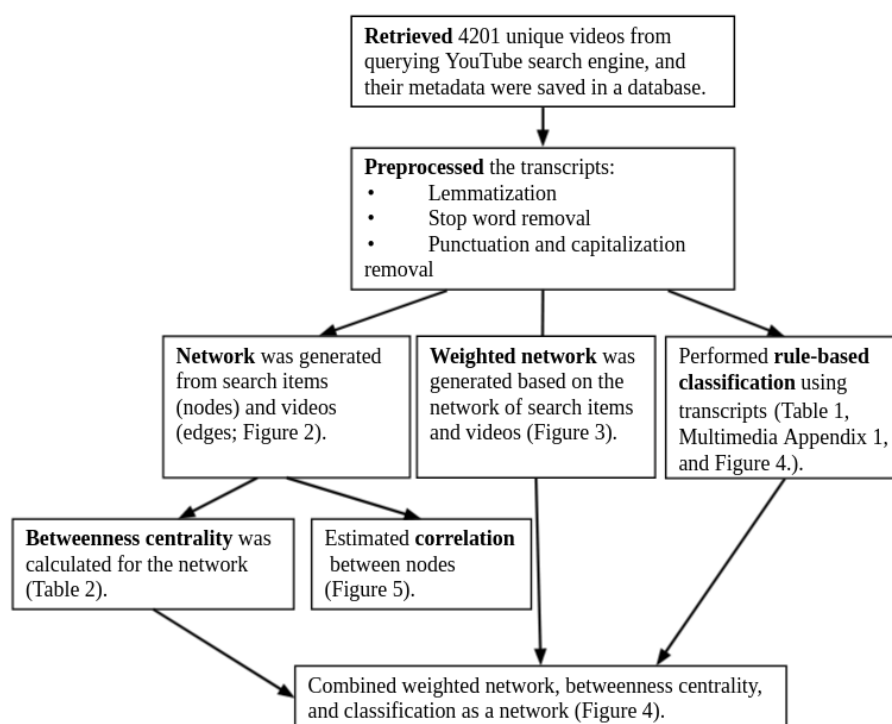 Retrieved 4201 unique videos from
querying YouTube search engine, and
their metadata were saved in a database.
Preprocessed the transcripts:
• Lemmatization
• Stop word removal
• Punctuation and capitalization
removal
Network was generated
from search items
(nodes) and videos
(edges; Figure 2).
Weighted network was
generated based on the
network of search items
and videos (Figure 3).
Performed rule-based
classification using
transcripts (Table 1,
Multimedia Appendix 1,
and Figure 4.).
Betweenness centrality was
calculated for the network
(Table 2).
Estimated correlation
between nodes
(Figure 5).
Combined weighted network, betweenness centrality,
and classification as a network (Figure 4).